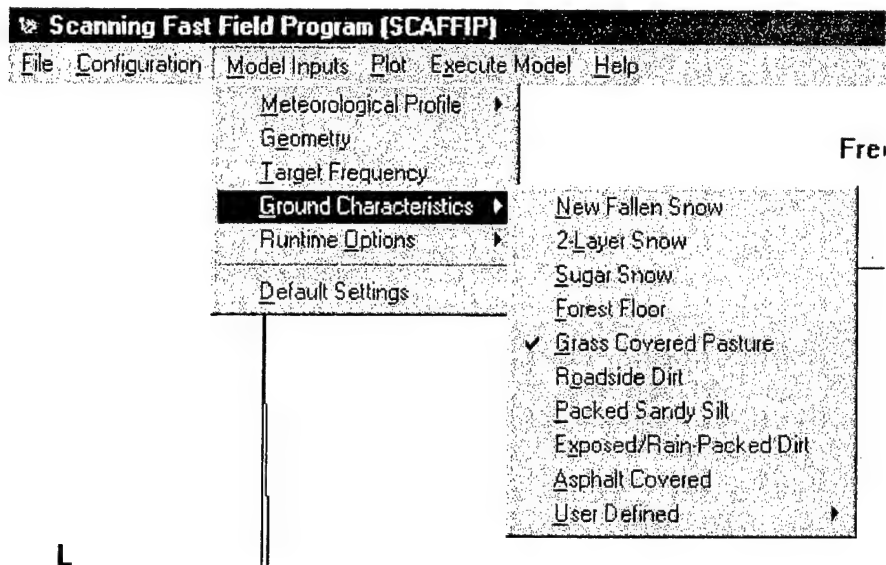 Scanning Fast Field Program (SCAFFIP)
File Configuration Model Inputs Plot Execute Model Help
Meteorological Profile
Geometry
Target Frequency
Ground Characteristics
Runtime Options
Default Settings
Fre
New Fallen Snow
2-Layer Snow
Sugar Snow
Forest Floor
Grass Covered Pasture
Roadside Dirt
Packed Sandy Silt
Exposed/Rain-Packed Dirt
Asphalt Covered
User Defined
L